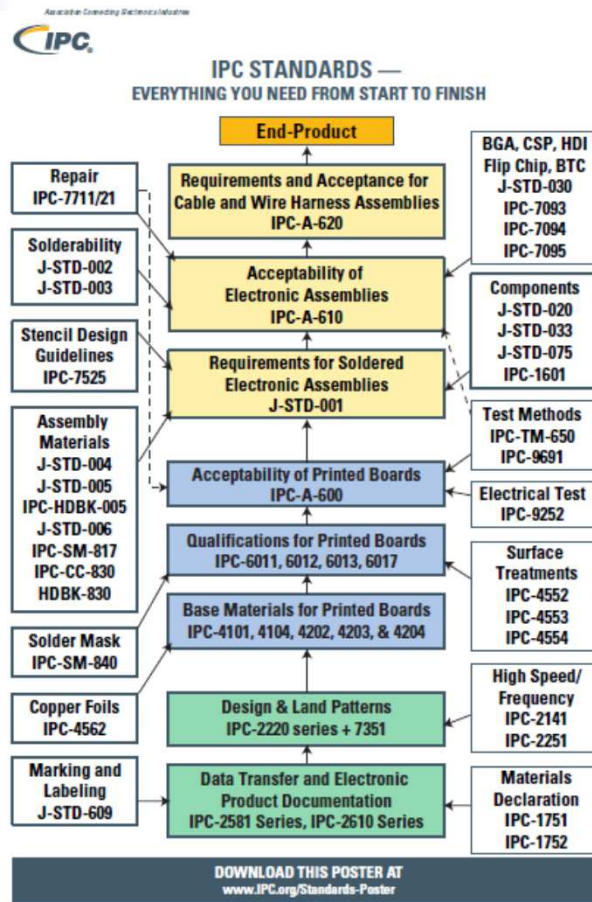 Association Connecting Electronics Industries
IPC®
IPC STANDARDS —
EVERYTHING YOU NEED FROM START TO FINISH
End-Product
Requirements and Acceptance for
Cable and Wire Harness Assemblies
IPC-A-620
Acceptability of
Electronic Assemblies
IPC-A-610
Requirements for Soldered
Electronic Assemblies
J-STD-001
Acceptability of Printed Boards
IPC-A-600
Qualifications for Printed Boards
IPC-6011, 6012, 6013, 6017
Base Materials for Printed Boards
IPC-4101, 4104, 4202, 4203, & 4204
Design & Land Patterns
IPC-2220 series + 7351
Data Transfer and Electronic
Product Documentation
IPC-2581 Series, IPC-2610 Series
Repair
IPC-7711/21
Solderability
J-STD-002
J-STD-003
Stencil Design
Guidelines
IPC-7525
Assembly
Materials
J-STD-004
J-STD-005
IPC-HDBK-005
J-STD-006
IPC-SM-817
IPC-CC-830
HDBK-830
Solder Mask
IPC-SM-840
Copper Foils
IPC-4562
Marking and
Labeling
J-STD-609
BGA, CSP, HDI
Flip Chip, BTC
J-STD-030
IPC-7093
IPC-7094
IPC-7095
Components
J-STD-020
J-STD-033
J-STD-075
IPC-1601
Test Methods
IPC-TM-650
IPC-9691
Electrical Test
IPC-9252
Surface
Treatments
IPC-4552
IPC-4553
IPC-4554
High Speed/
Frequency
IPC-2141
IPC-2251
Materials
Declaration
IPC-1751
IPC-1752
DOWNLOAD THIS POSTER AT
www.IPC.org/Standards-Poster